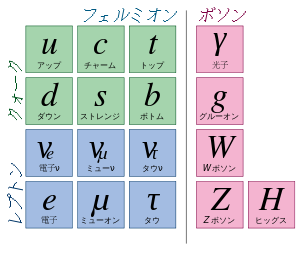 フェルミオン ボソン
クォーク
レプトン
u c t γ
アップ チャーム トップ 光子
d s b g
ダウン ストレンジ ボトム グルーオン
νe νμ ντ W
電子ν ミューν タウν Wボソン
e μ τ Z H
電子 ミューオン タウ Zボソン ヒッグス